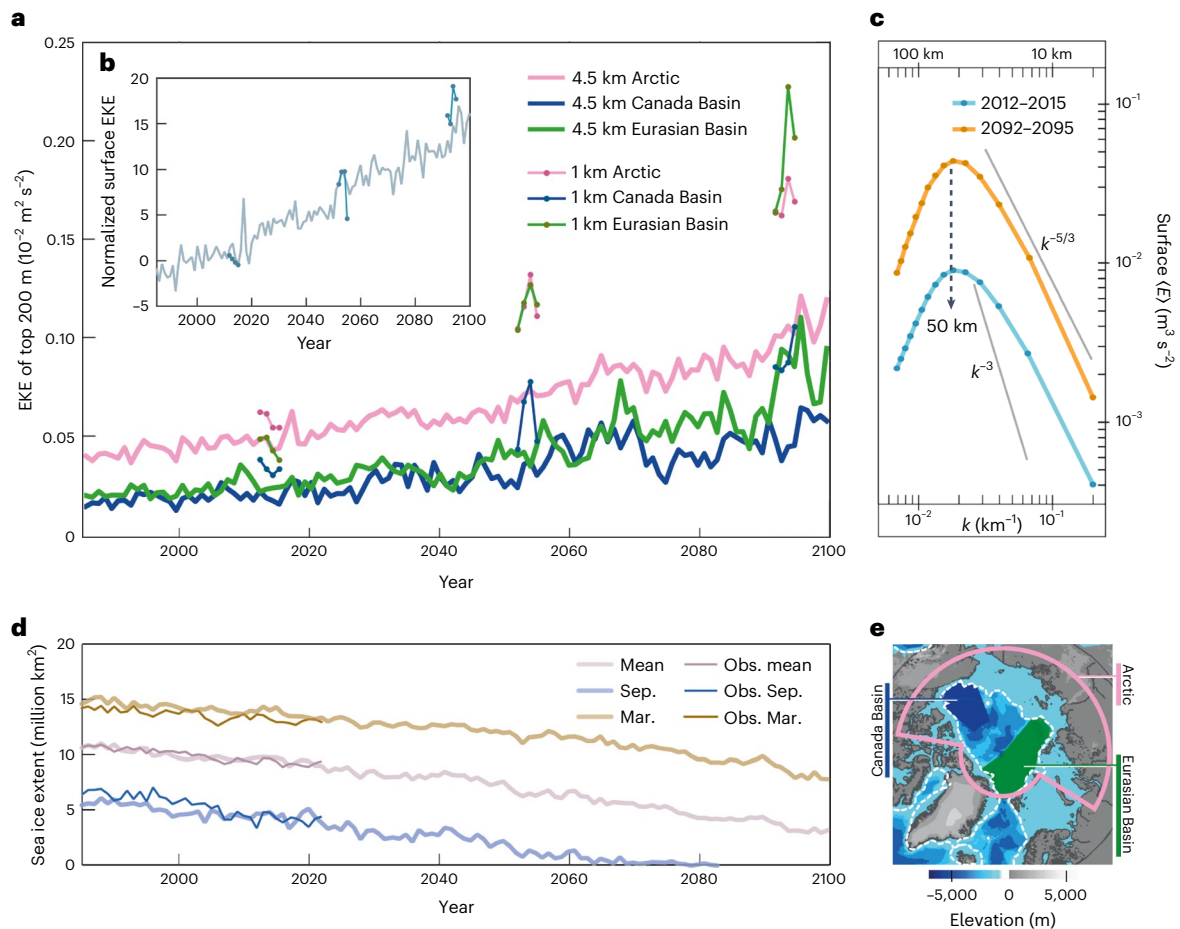 a
0.25
0.20
0.15
0.10
0.05
0
EKE of top 200 m (10⁻² m² s⁻²)
2000
2020
2040
2060
2080
2100
Year
4.5 km Arctic
4.5 km Canada Basin
4.5 km Eurasian Basin
1 km Arctic
1 km Canada Basin
1 km Eurasian Basin
b
20
15
10
5
0
−5
Normalized surface EKE
2000
2020
2040
2060
2080
2100
Year
c
100 km
10 km
2012–2015
2092–2095
k⁻⁵/³
50 km
k⁻³
10⁻¹
10⁻²
10⁻³
Surface ⟨E⟩ (m³ s⁻²)
10⁻²
10⁻¹
k (km⁻¹)
d
20
15
10
5
0
Sea ice extent (million km²)
Mean
Sep.
Mar.
Obs. mean
Obs. Sep.
Obs. Mar.
2000
2020
2040
2060
2080
2100
Year
e
Canada Basin
Arctic
Eurasian Basin
−5,000
0
5,000
Elevation (m)